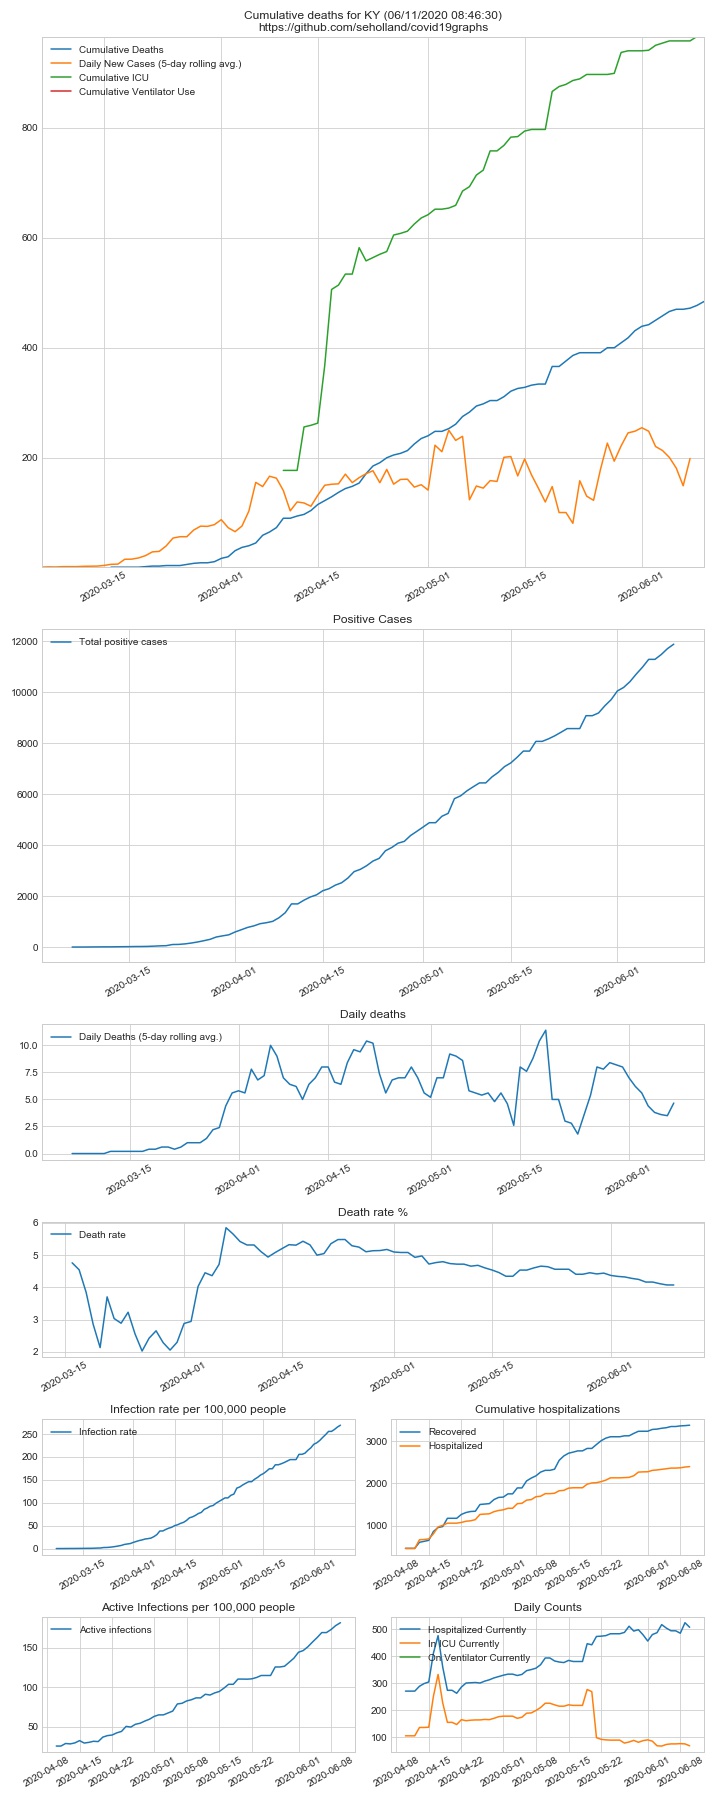 Cumulative deaths for KY (06/11/2020 08:46:30)
https://github.com/seholland/covid19graphs
Cumulative Deaths
Daily New Cases (5-day rolling avg.)
Cumulative ICU
Cumulative Ventilator Use
800
600
400
200
2020-03-15 2020-04-01 2020-04-15 2020-05-01 2020-05-15 2020-06-01
Positive Cases
Total positive cases
12000
10000
8000
6000
4000
2000
0
2020-03-15 2020-04-01 2020-04-15 2020-05-01 2020-05-15 2020-06-01
Daily deaths
Daily Deaths (5-day rolling avg.)
10.0
7.5
5.0
2.5
0.0
2020-03-15 2020-04-01 2020-04-15 2020-05-01 2020-05-15 2020-06-01
Death rate %
Death rate
6
5
4
3
2
2020-03-15 2020-04-01 2020-04-15 2020-05-01 2020-05-15 2020-06-01
Infection rate per 100,000 people
Infection rate
250
200
150
100
50
0
2020-03-15 2020-04-01 2020-04-15 2020-05-01 2020-05-15 2020-06-01
Cumulative hospitalizations
Recovered
Hospitalized
3000
2000
1000
2020-04-08 2020-04-15 2020-04-22 2020-05-01 2020-05-08 2020-05-15 2020-05-22 2020-06-01 2020-06-08
Active Infections per 100,000 people
Active infections
150
100
50
2020-04-08 2020-04-15 2020-04-22 2020-05-01 2020-05-08 2020-05-15 2020-05-22 2020-06-01 2020-06-08
Daily Counts
Hospitalized Currently
In ICU Currently
On Ventilator Currently
500
400
300
200
100
2020-04-08 2020-04-15 2020-04-22 2020-05-01 2020-05-08 2020-05-15 2020-05-22 2020-06-01 2020-06-08